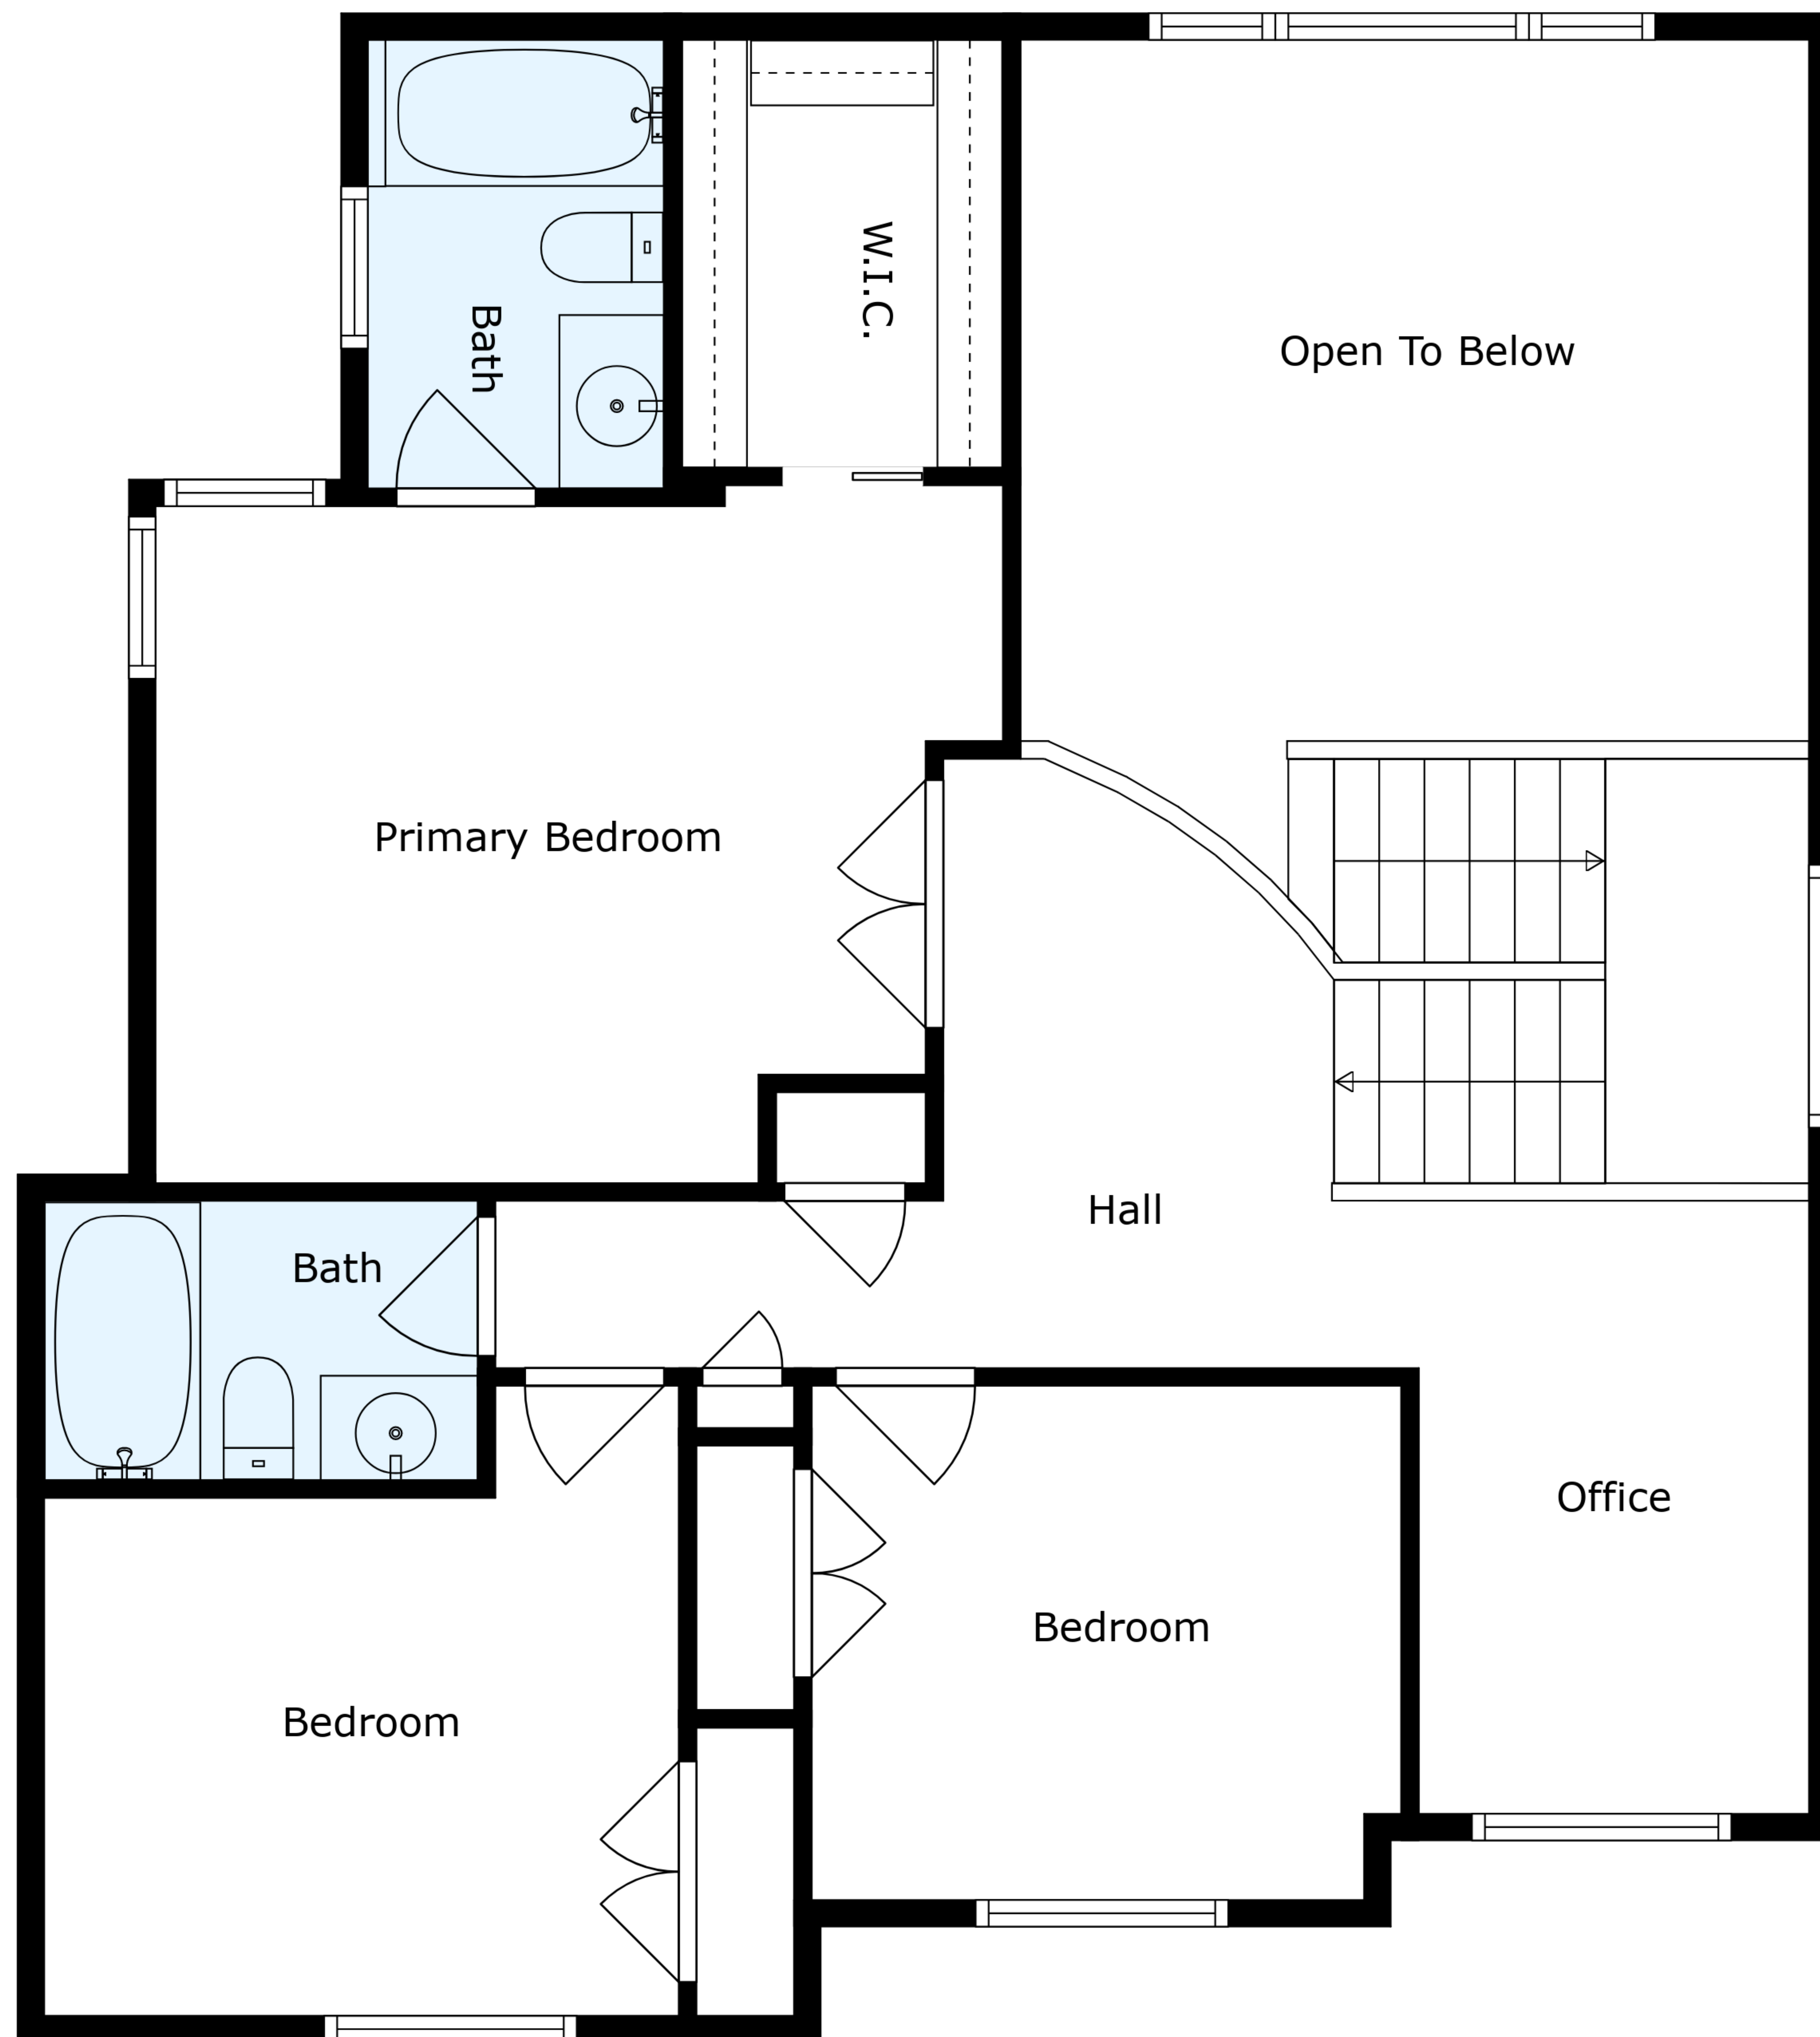 W.I.C.
Bath
Open To Below
Primary Bedroom
Hall
Bath
Office
Bedroom
Bedroom